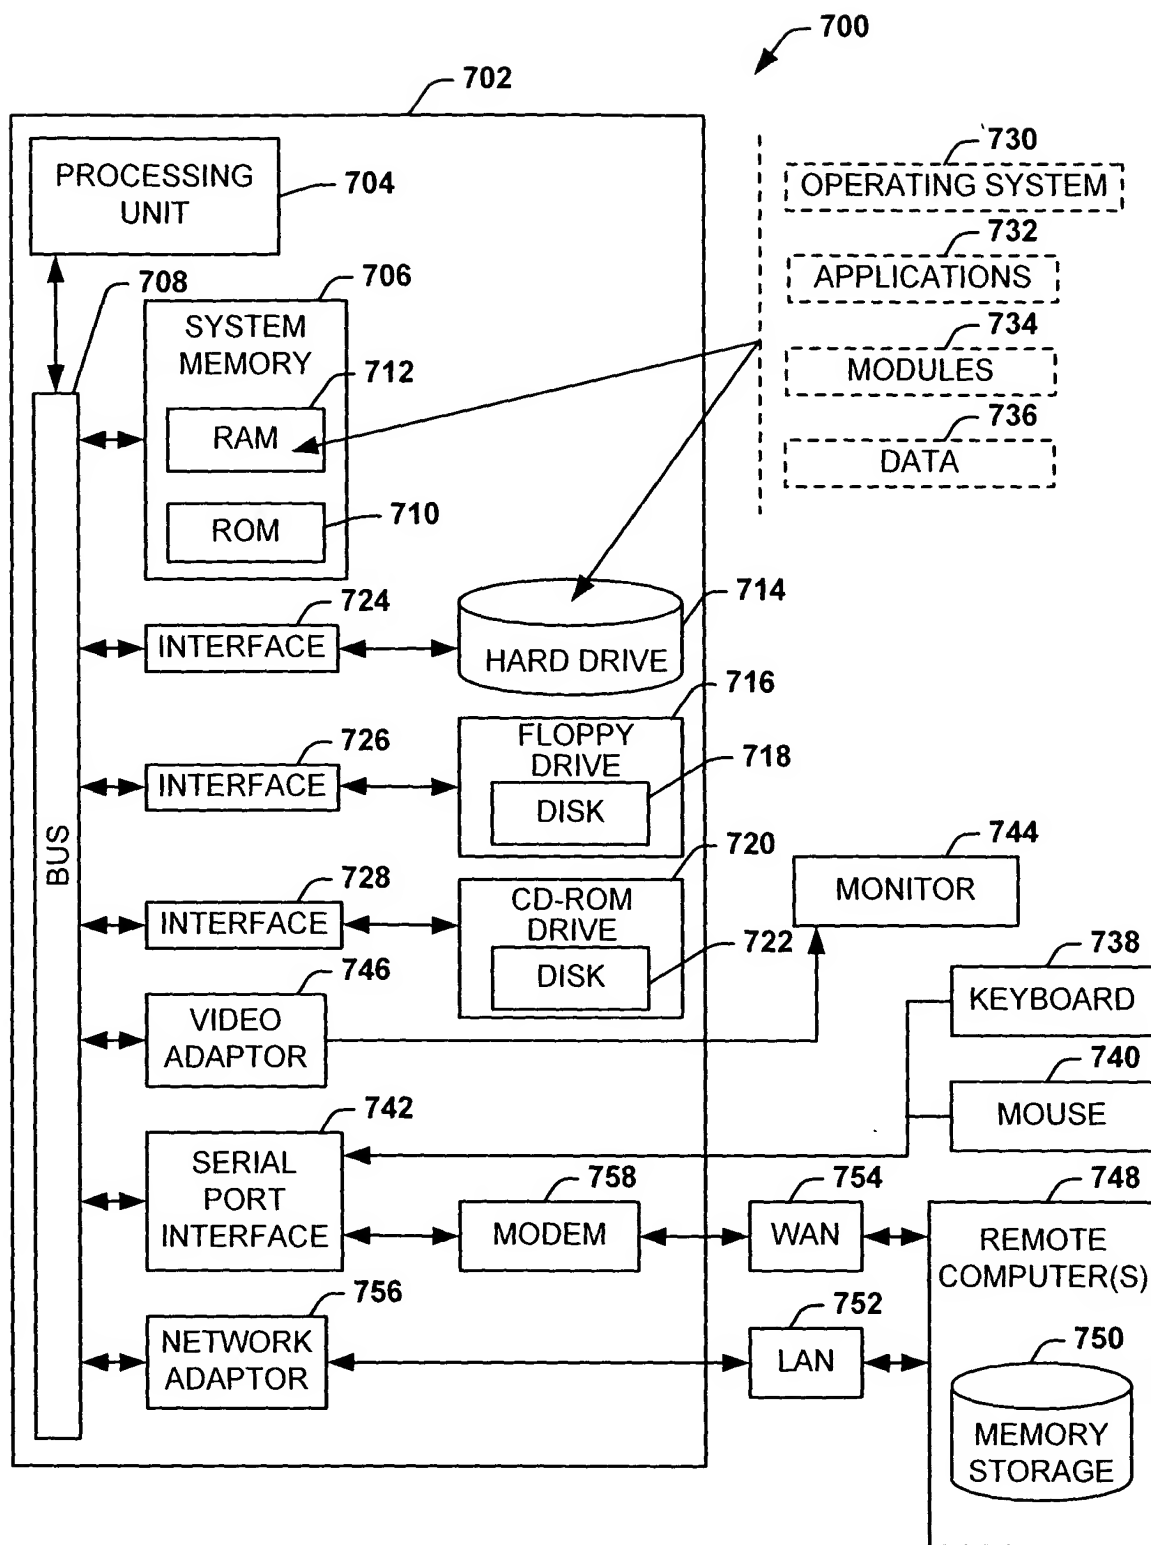 700
702
PROCESSING
UNIT
704
730
OPERATING SYSTEM
732
APPLICATIONS
734
MODULES
736
DATA
708
706
SYSTEM
MEMORY
712
RAM
710
ROM
BUS
724
INTERFACE
714
HARD DRIVE
726
INTERFACE
716
FLOPPY
DRIVE
718
DISK
728
INTERFACE
720
CD-ROM
DRIVE
722
DISK
744
MONITOR
746
VIDEO
ADAPTOR
738
KEYBOARD
740
MOUSE
742
SERIAL
PORT
INTERFACE
758
MODEM
754
WAN
748
REMOTE
COMPUTER(S)
756
NETWORK
ADAPTOR
752
LAN
750
MEMORY
STORAGE